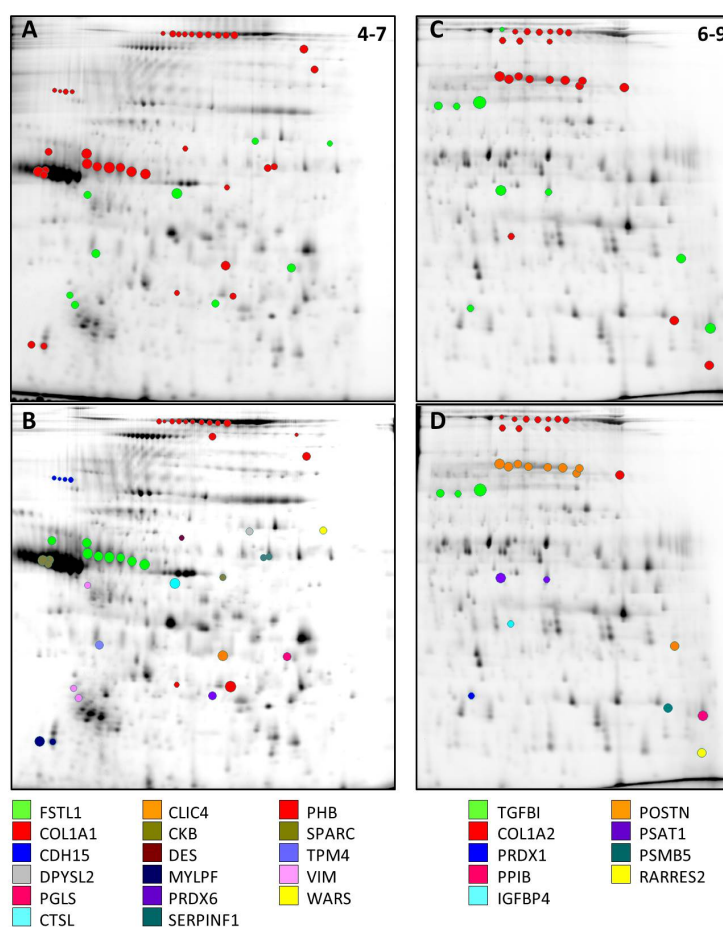 A 4-7
C 6-9
B
D
FSTL1 CLIC4 PHB TGFBI POSTN
COL1A1 CKB SPARC COL1A2 PSAT1
CDH15 DES TPM4 PRDX1 PSMB5
DPYSL2 MYLPF VIM PPIB RARRES2
PGLS PRDX6 WARS IGFBP4
CTSL SERPINF1